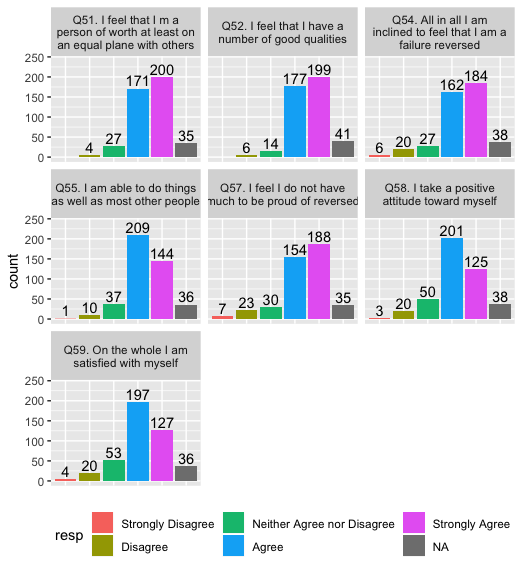 Q51. I feel that I m a
person of worth at least on
an equal plane with others
Q52. I feel that I have a
number of good qualities
Q54. All in all I am
inclined to feel that I am a
failure reversed
250
200
150
100
50
0
4
27
171
200
35
6
14
177
199
41
6
20
27
162
184
38
Q55. I am able to do things
as well as most other people
Q57. I feel I do not have
much to be proud of reversed
Q58. I take a positive
attitude toward myself
count
250
200
150
100
50
0
1
10
37
209
144
36
7
23
30
154
188
35
3
20
50
201
125
38
Q59. On the whole I am
satisfied with myself
250
200
150
100
50
0
4
20
53
197
127
36
resp
Strongly Disagree
Neither Agree nor Disagree
Strongly Agree
Disagree
Agree
NA